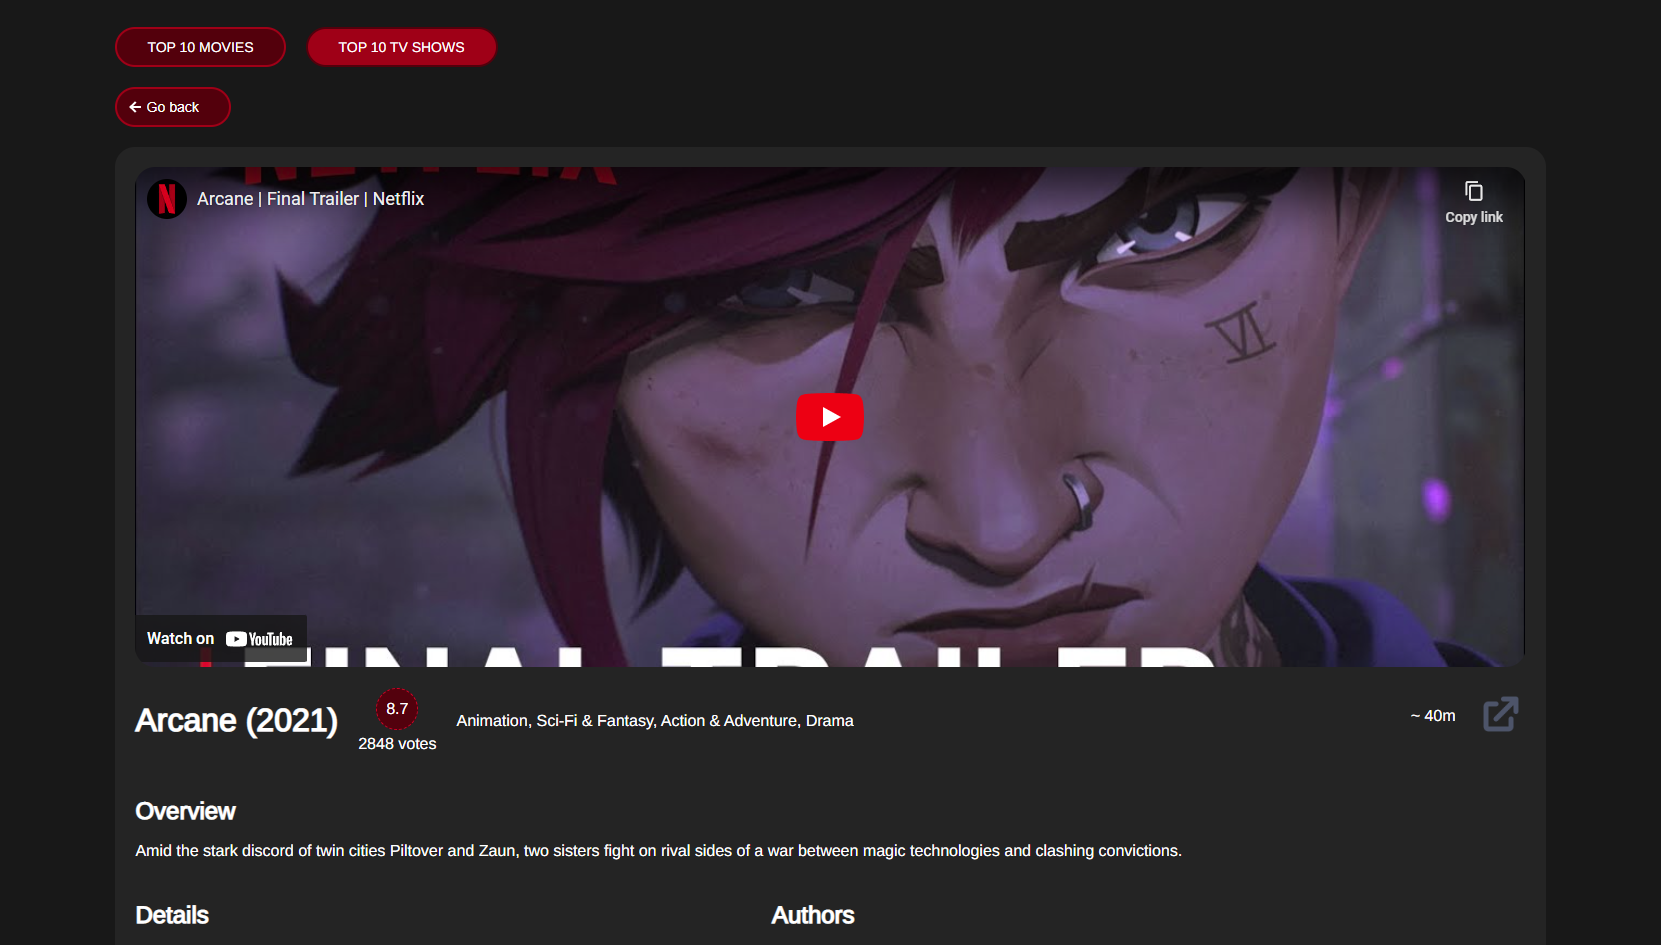 TOP 10 MOVIES
TOP 10 TV SHOWS
Go back
NETFLIX
Arcane | Final Trailer | Netflix
Copy link
VI
Watch on YouTube
FINAL TRAILER
Arcane (2021)
8.7
2848 votes
Animation, Sci-Fi & Fantasy, Action & Adventure, Drama
~ 40m
Overview
Amid the stark discord of twin cities Piltover and Zaun, two sisters fight on rival sides of a war between magic technologies and clashing convictions.
Details
Authors